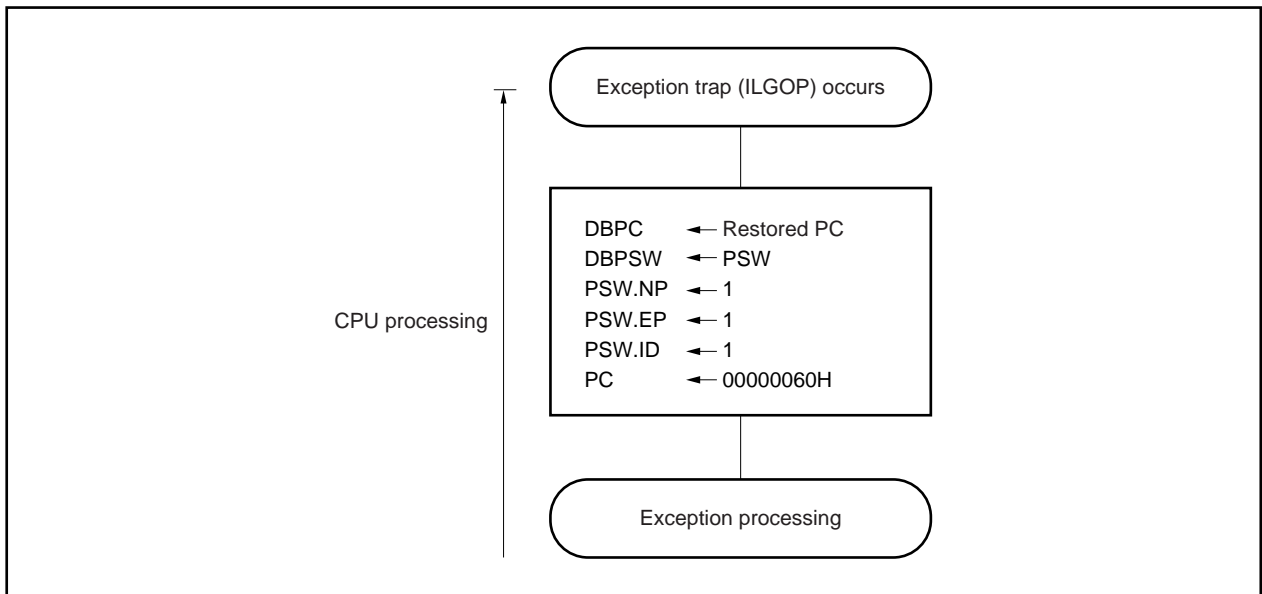 Exception trap (ILGOP) occurs
CPU processing
DBPC ← Restored PC
DBPSW ← PSW
PSW.NP ← 1
PSW.EP ← 1
PSW.ID ← 1
PC ← 00000060H
Exception processing